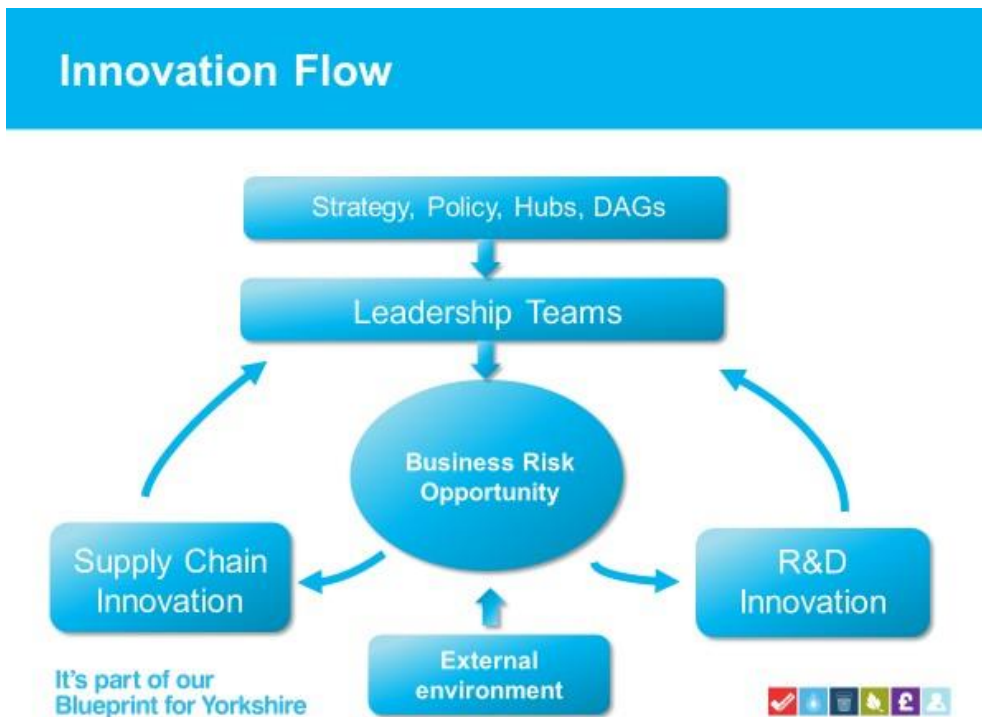 Innovation Flow
Strategy, Policy, Hubs, DAGs
Leadership Teams
Business Risk
Opportunity
Supply Chain
Innovation
R&D
Innovation
External
environment
It's part of our
Blueprint for Yorkshire
£